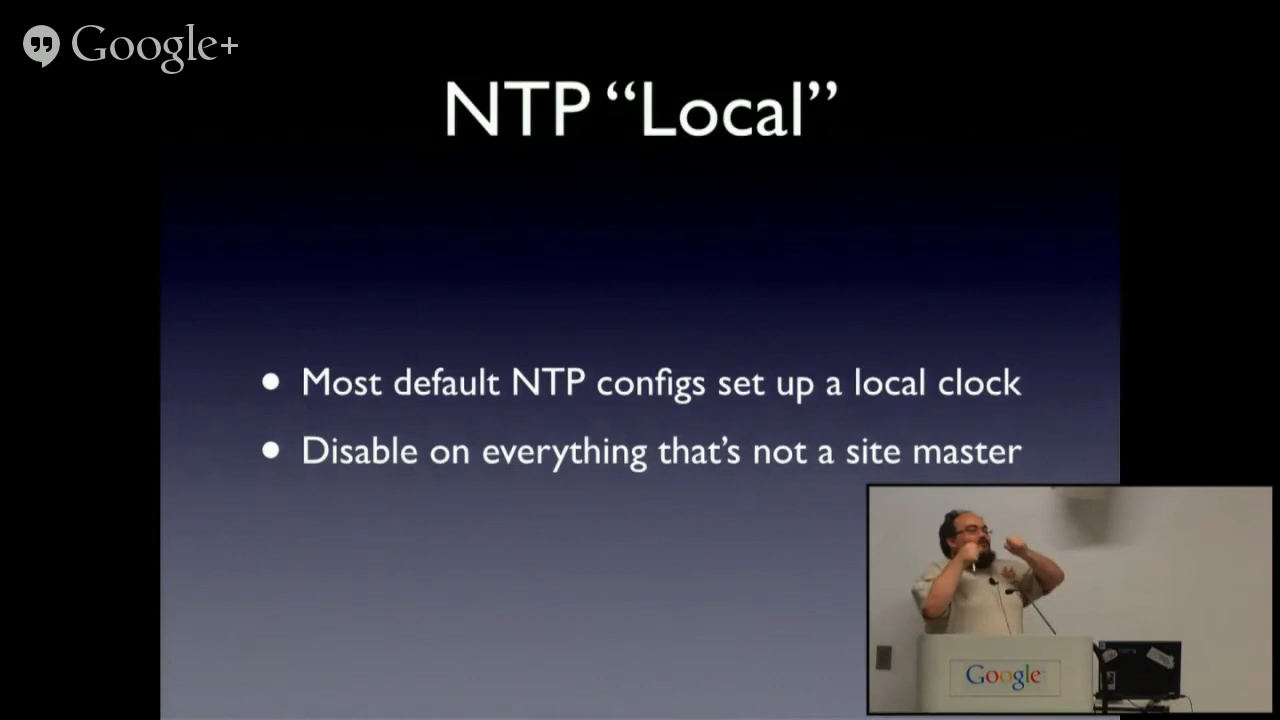 Google+
NTP “Local”
• Most default NTP configs set up a local clock
• Disable on everything that’s not a site master
Google